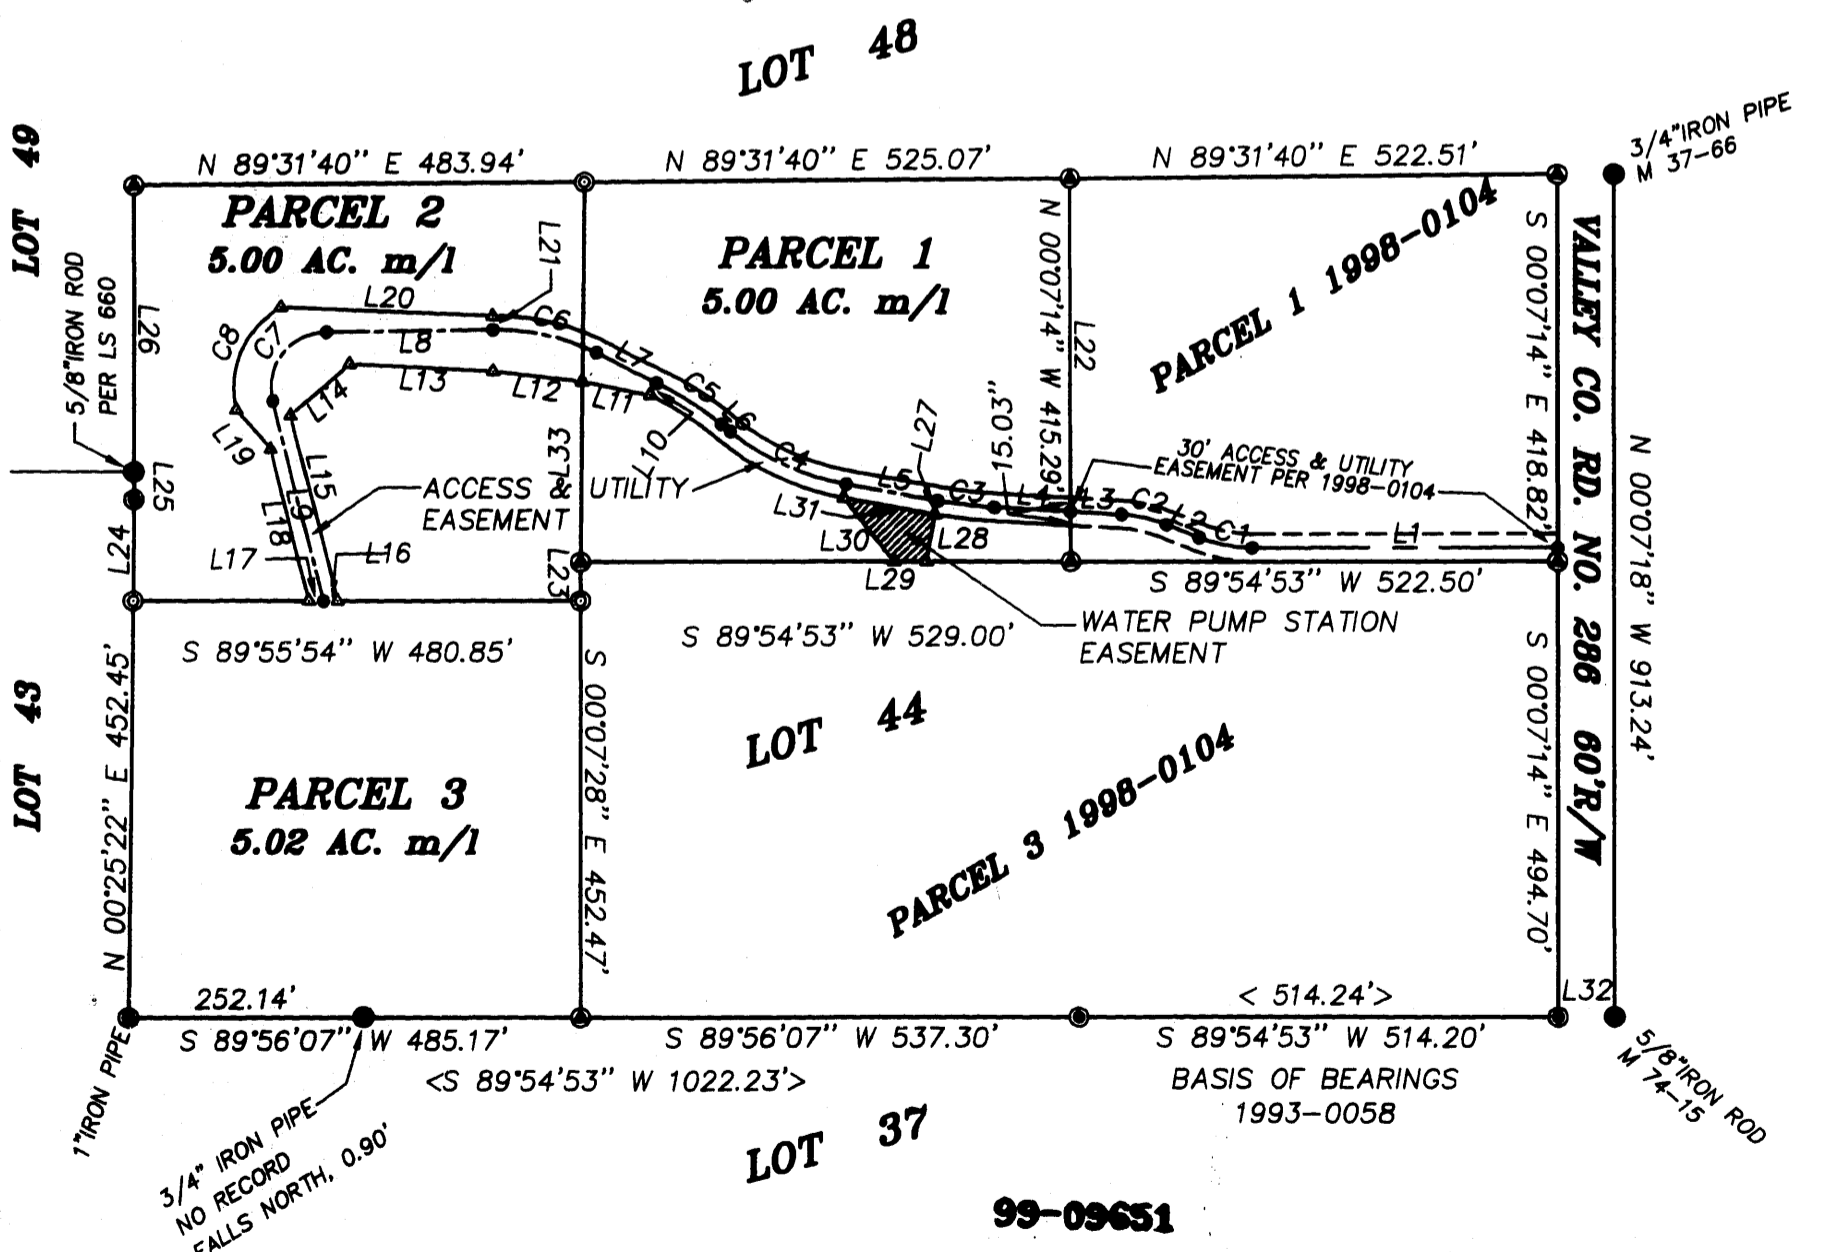 LOT 48
LOT 49
3/4"IRON PIPE
M 37-66
N 89°31'40" E 483.94'
N 89°31'40" E 525.07'
N 89°31'40" E 522.51'
PARCEL 2
5.00 AC. m/l
PARCEL 1
5.00 AC. m/l
PARCEL 1 1998-0104
5/8"IRON ROD
PER LS 660
L26
L25
L24
L21
L20
C6
C8
C7
L8
L7
L14
L13
L12
L11
C5
L6
L19
L10
L33
C4
L15
L9
L18
L17
L16
L23
ACCESS & UTILITY
EASEMENT
L22
N 00°07'14" W 415.29'
L27
15.03"
L5
C3
L4
L3
C2
L2
C1
L1
L31
L30
L28
L29
30' ACCESS & UTILITY
EASEMENT PER 1998-0104
S 00°07'14" E 418.82'
VALLEY CO. RD. NO. 286 60'R/W
N 00°07'18" W 913.24'
S 89°54'53" W 522.50'
WATER PUMP STATION
EASEMENT
S 89°55'54" W 480.85'
S 89°54'53" W 529.00'
LOT 43
N 00°25'22" E 452.45'
S 00°07'28" E 452.47'
S 00°07'14" E 494.70'
LOT 44
PARCEL 3
5.02 AC. m/l
PARCEL 3 1998-0104
252.14'
< 514.24'>
L32
S 89°56'07" W 485.17'
S 89°56'07" W 537.30'
S 89°54'53" W 514.20'
<S 89°54'53" W 1022.23'>
BASIS OF BEARINGS
1993-0058
1"IRON PIPE
3/4" IRON PIPE
NO RECORD
FALLS NORTH, 0.90'
5/8"IRON ROD
M 74-15
LOT 37
99-09651